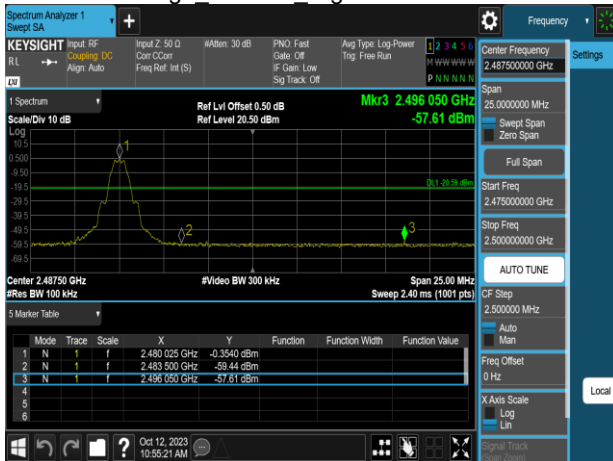 Spectrum Analyzer 1
Swept SA
+
Frequency
KEYSIGHT
RL
LXI
Input: RF
Coupling: DC
Align: Auto
Input Z: 50 Ω
Corr CCorr
Freq Ref: Int (S)
#Atten: 30 dB
PNO: Fast
Gate: Off
IF Gain: Low
Sig Track: Off
Avg Type: Log-Power
Trig: Free Run
1 2 3 4 5 6
M W W W W W
P N N N N N
1 Spectrum
Scale/Div 10 dB
Log
Ref Lvl Offset 0.50 dB
Ref Level 20.50 dBm
Mkr3 2.496 050 GHz
-57.61 dBm
10.5
0.500
-9.50
-19.5
-29.5
-39.5
-49.5
-59.5
-69.5
1
2
3
DL1 -20.59 dBm
Center 2.48750 GHz
#Res BW 100 kHz
#Video BW 300 kHz
Span 25.00 MHz
Sweep 2.40 ms (1001 pts)
5 Marker Table
Mode Trace Scale X Y Function Function Width Function Value
1 N 1 f 2.480 025 GHz -0.3540 dBm
2 N 1 f 2.483 500 GHz -59.44 dBm
3 N 1 f 2.496 050 GHz -57.61 dBm
4
5
6
?
Oct 12, 2023
10:55:21 AM
Center Frequency
2.487500000 GHz
Settings
Span
25.0000000 MHz
Swept Span
Zero Span
Full Span
Start Freq
2.475000000 GHz
Stop Freq
2.500000000 GHz
AUTO TUNE
CF Step
2.500000 MHz
Auto
Man
Freq Offset
0 Hz
X Axis Scale
Log
Lin
Signal Track
(Span Zoom)
Local